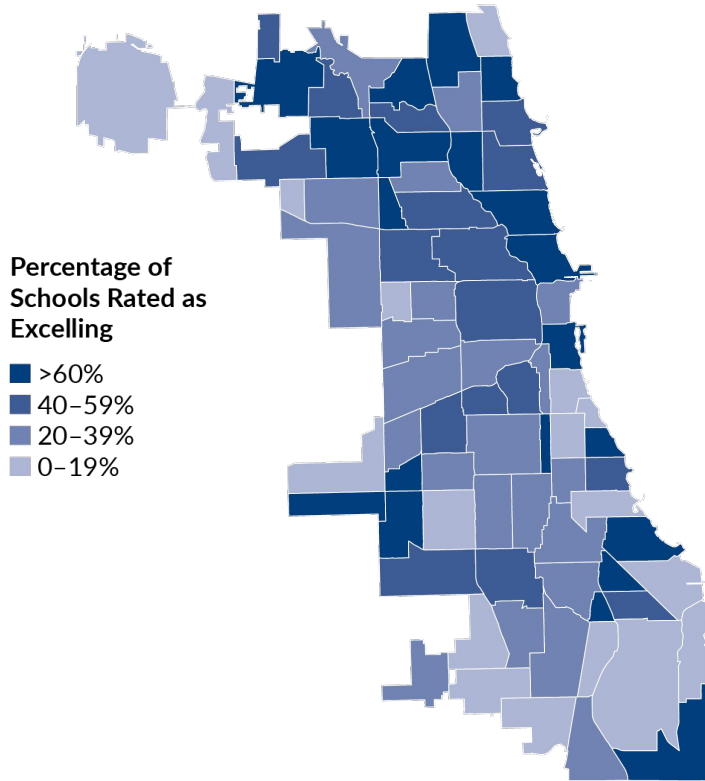 Percentage of
Schools Rated as
Excelling
>60%
40–59%
20–39%
0–19%